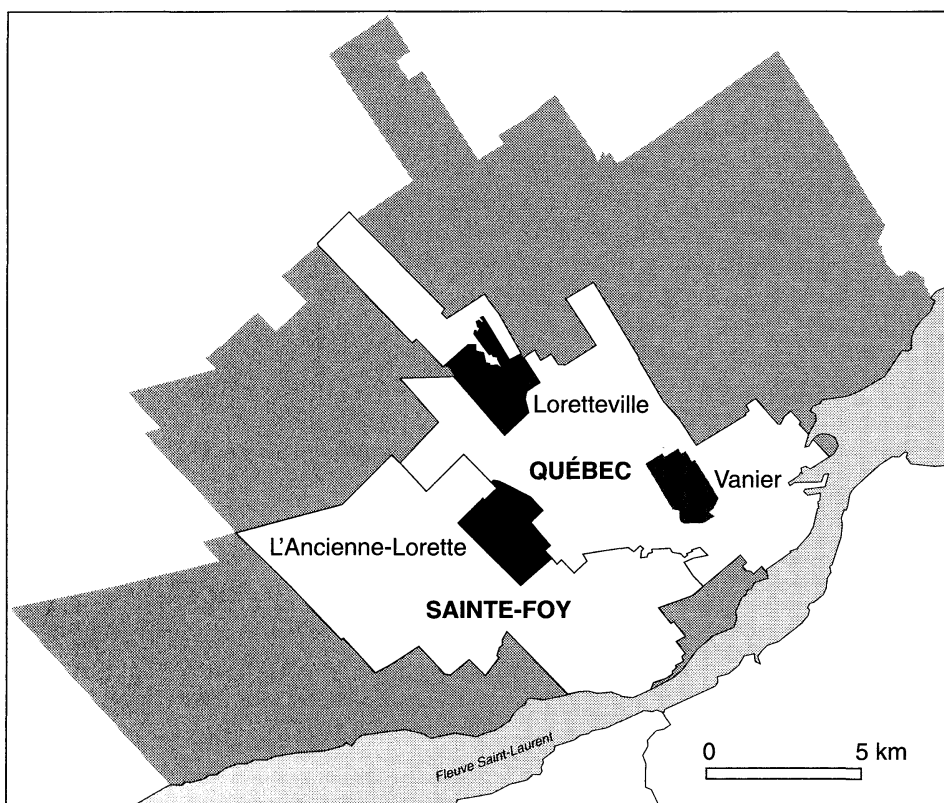 Loretteville
QUÉBEC
Vanier
L'Ancienne-Lorette
SAINTE-FOY
Fleuve Saint-Laurent
0 5 km